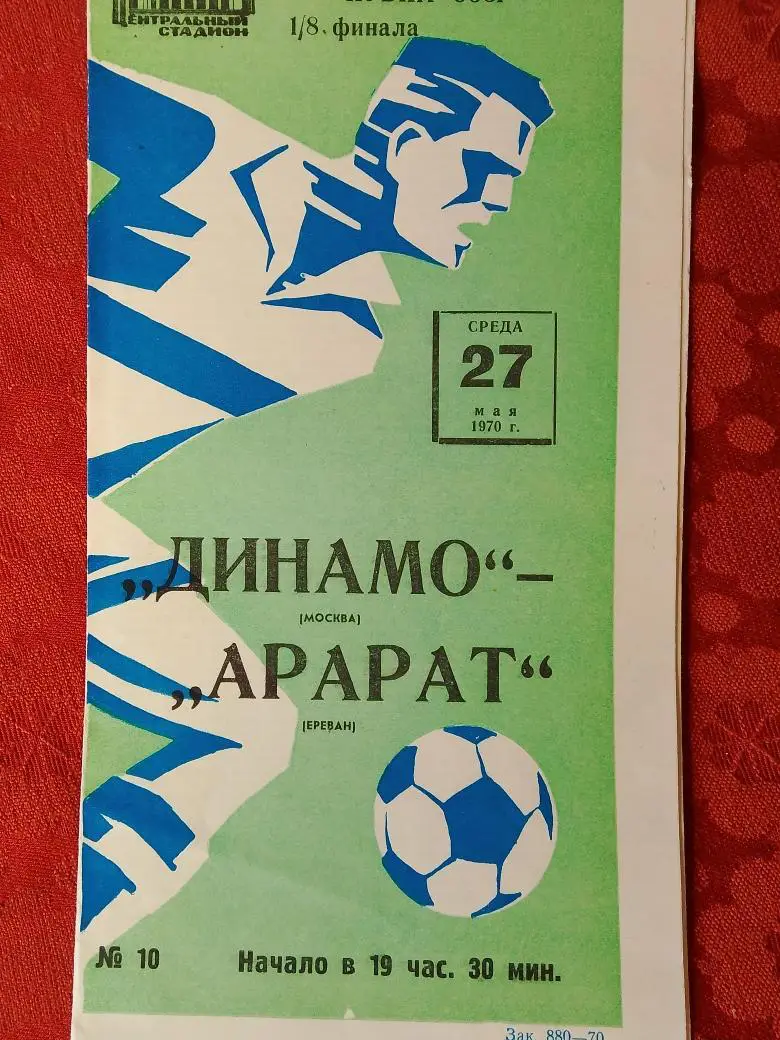 ЦЕНТРАЛЬНЫЙ
СТАДИОН
1/8 финала
СРЕДА
27
мая
1970 г.
„ДИНАМО“ –
(МОСКВА)
„АРАРАТ“
(ЕРЕВАН)
№ 10 Начало в 19 час. 30 мин.
Зак. 880—70